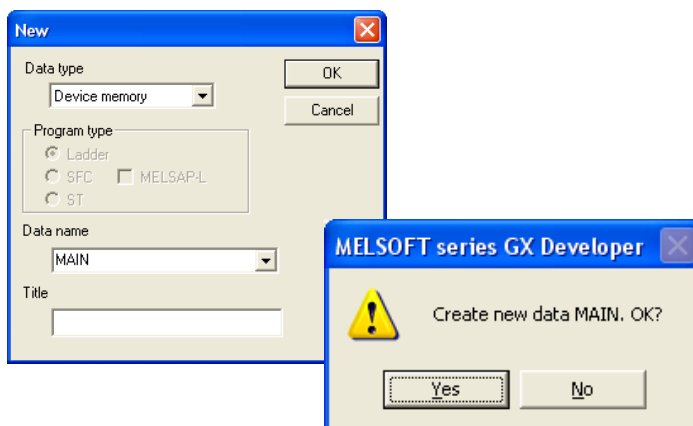 New
Data type
Device memory
OK
Cancel
Program type
Ladder
SFC MELSAP-L
ST
Data name
MAIN
Title
MELSOFT series GX Developer
Create new data MAIN. OK?
Yes No